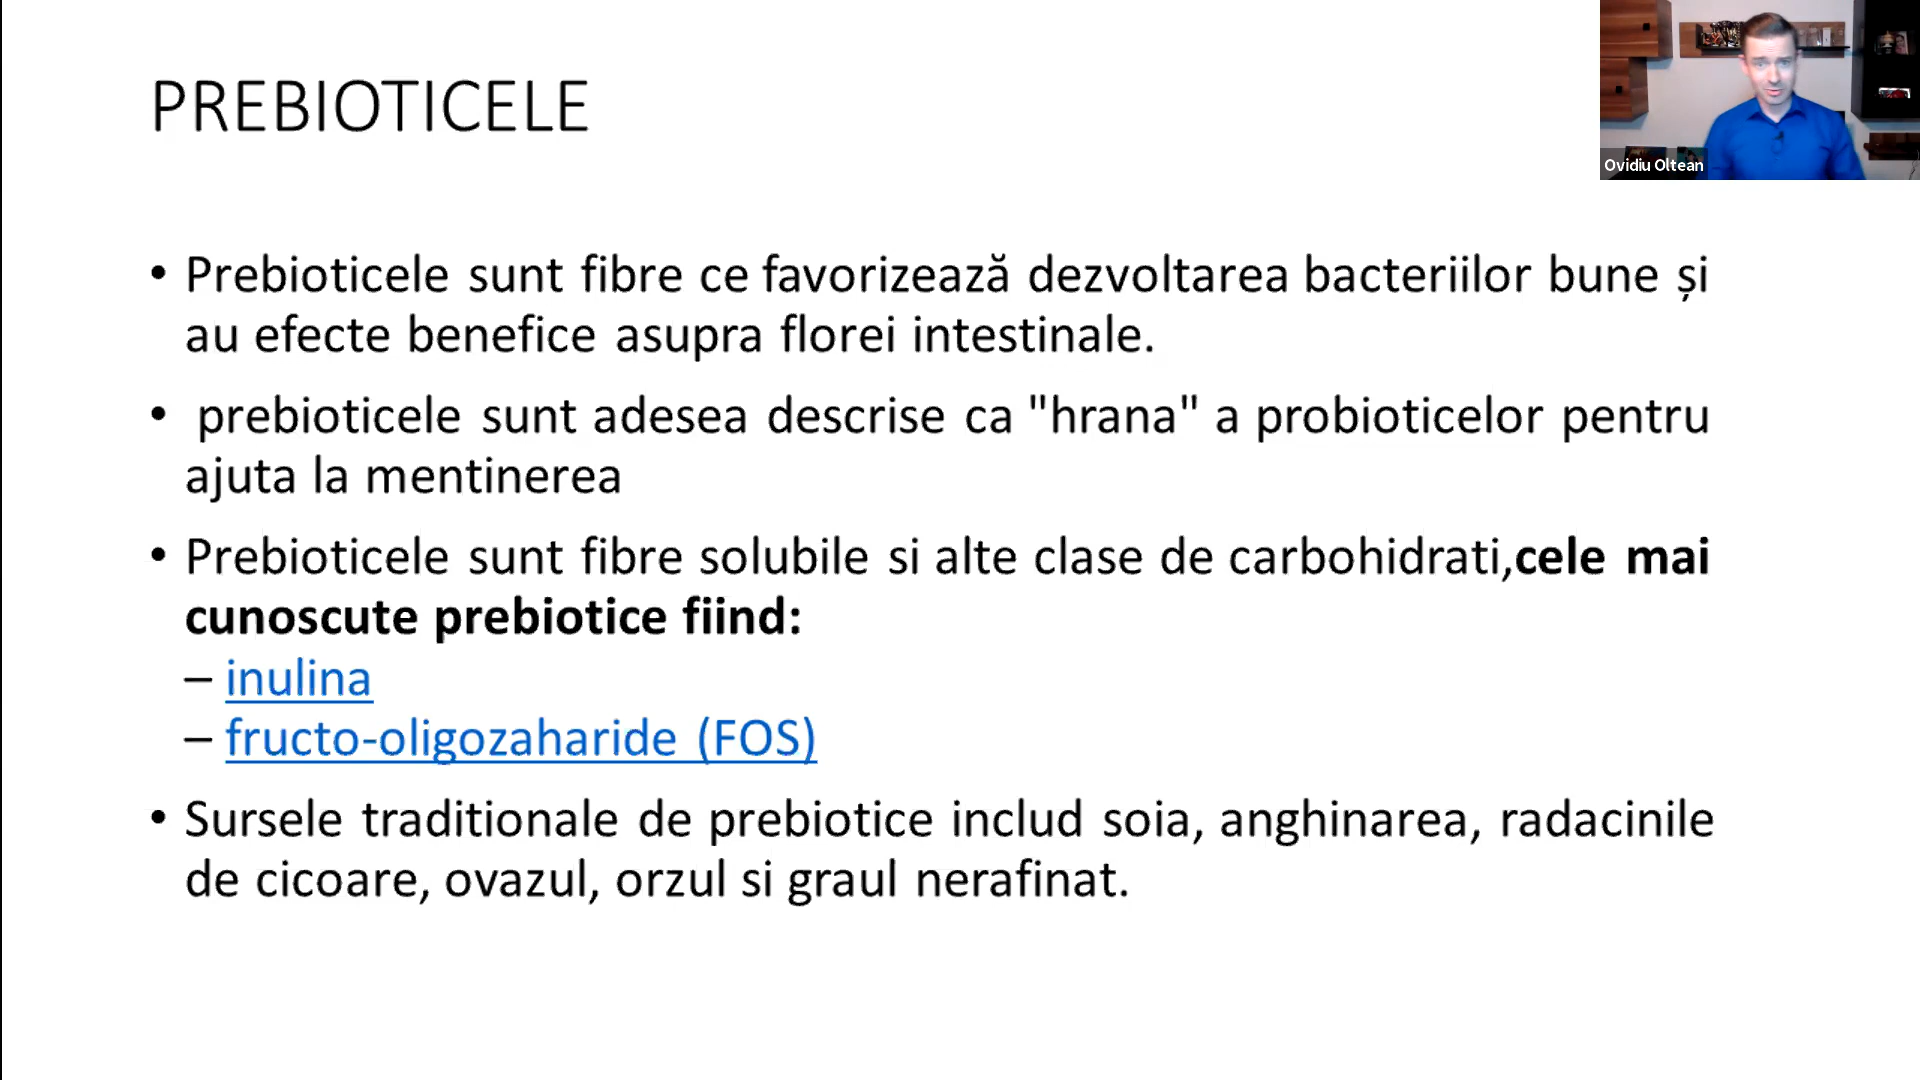 PREBIOTICELE
Ovidiu Oltean
• Prebioticele sunt fibre ce favorizează dezvoltarea bacteriilor bune și
au efecte benefice asupra florei intestinale.
• prebioticele sunt adesea descrise ca "hrana" a probioticelor pentru
ajuta la mentinerea
• Prebioticele sunt fibre solubile si alte clase de carbohidrati,cele mai
cunoscute prebiotice fiind:
– inulina
– fructo-oligozaharide (FOS)
• Sursele traditionale de prebiotice includ soia, anghinarea, radacinile
de cicoare, ovazul, orzul si graul nerafinat.